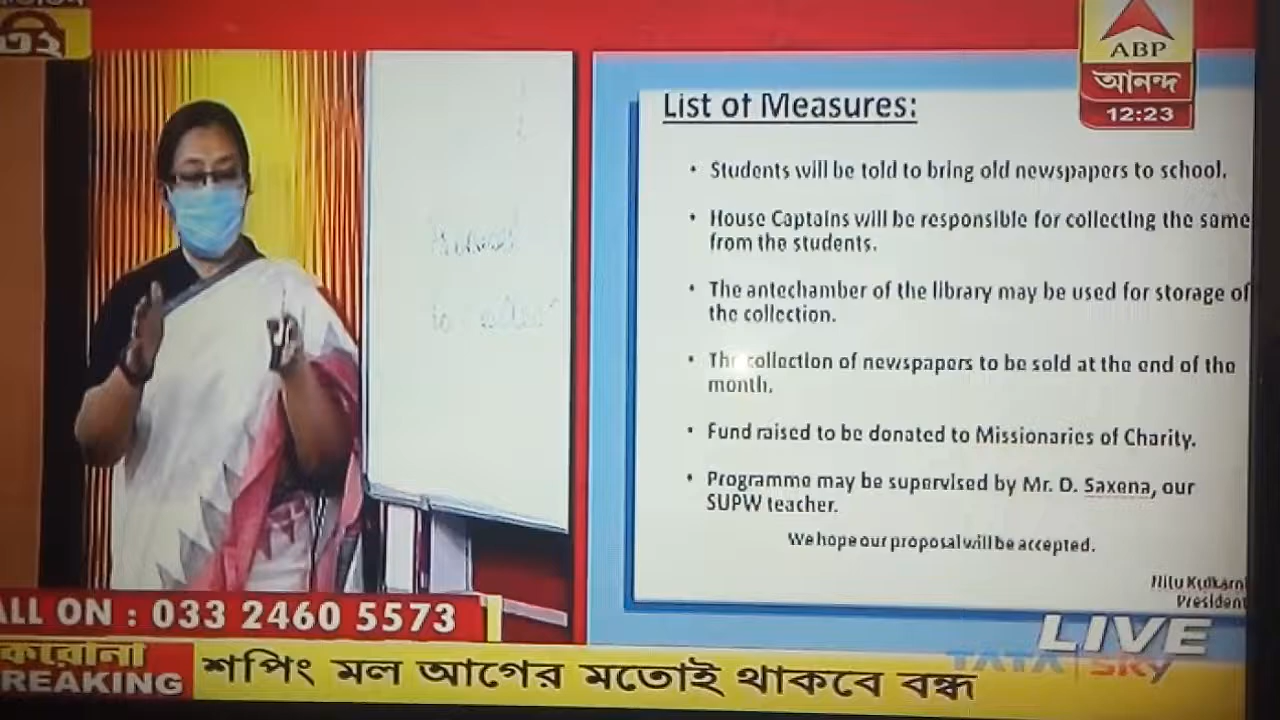 ৩২
ABP
আনন্দ
12:23
List of Measures:
• Students will be told to bring old newspapers to school.
• House Captains will be responsible for collecting the same
from the students.
• The antechamber of the library may be used for storage of
the collection.
• The collection of newspapers to be sold at the end of the
month.
• Fund raised to be donated to Missionaries of Charity.
• Programme may be supervised by Mr. D. Saxena, our
SUPW teacher.
We hope our proposal will be accepted.
Nitu Kulkarni
President
ALL ON : 033 2460 5573
LIVE
TATA SKY
করোনা
REAKING
শপিং মল আগের মতোই থাকবে বন্ধ